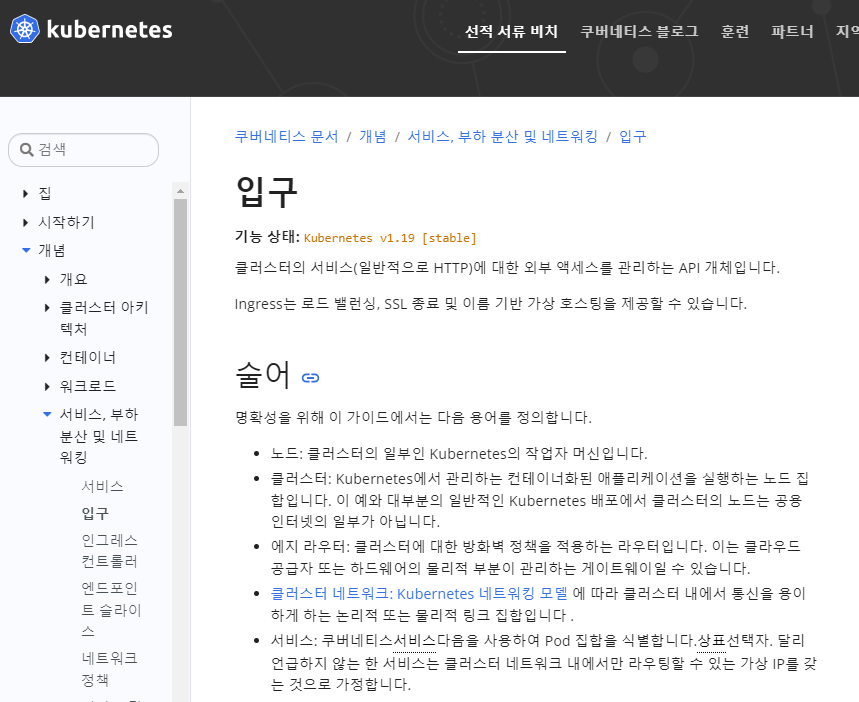 kubernetes
선적 서류 비치 쿠버네티스 블로그 훈련 파트너 지역
검색
집
시작하기
개념
개요
클러스터 아키
텍처
컨테이너
워크로드
서비스, 부하
분산 및 네트
워킹
서비스
입구
인그레스
컨트롤러
엔드포인
트 슬라이
스
네트워크
정책
쿠버네티스 문서 / 개념 / 서비스, 부하 분산 및 네트워킹 / 입구
입구
기능 상태: Kubernetes v1.19 [stable]
클러스터의 서비스(일반적으로 HTTP)에 대한 외부 액세스를 관리하는 API 개체입니다.
Ingress는 로드 밸런싱, SSL 종료 및 이름 기반 가상 호스팅을 제공할 수 있습니다.
술어
명확성을 위해 이 가이드에서는 다음 용어를 정의합니다.
노드: 클러스터의 일부인 Kubernetes의 작업자 머신입니다.
클러스터: Kubernetes에서 관리하는 컨테이너화된 애플리케이션을 실행하는 노드 집
합입니다. 이 예와 대부분의 일반적인 Kubernetes 배포에서 클러스터의 노드는 공용
인터넷의 일부가 아닙니다.
에지 라우터: 클러스터에 대한 방화벽 정책을 적용하는 라우터입니다. 이는 클라우드
공급자 또는 하드웨어의 물리적 부분이 관리하는 게이트웨이일 수 있습니다.
클러스터 네트워크: Kubernetes 네트워킹 모델 에 따라 클러스터 내에서 통신을 용이
하게 하는 논리적 또는 물리적 링크 집합입니다 .
서비스: 쿠버네티스서비스다음을 사용하여 Pod 집합을 식별합니다.상표선택자. 달리
언급하지 않는 한 서비스는 클러스터 네트워크 내에서만 라우팅할 수 있는 가상 IP를 갖
는 것으로 가정합니다.